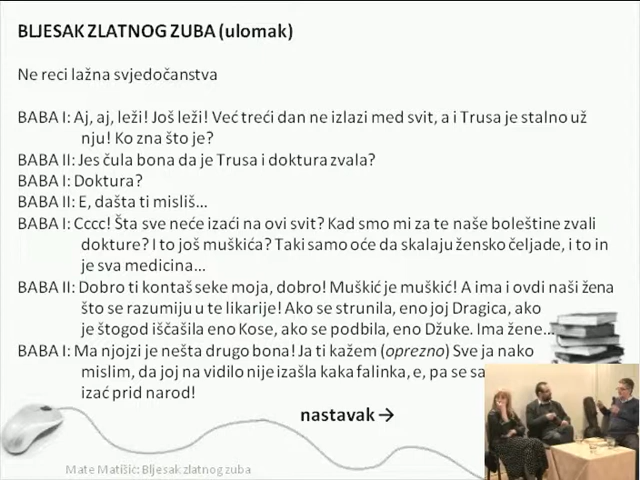 BLJESAK ZLATNOG ZUBA (ulomak)
Ne reci lažna svjedočanstva
BABA I: Aj, aj, leži! Još leži! Već treći dan ne izlazi med svit, a i Trusa je stalno už
nju! Ko zna što je?
BABA II: Jes čula bona da je Trusa i doktura zvala?
BABA I: Doktura?
BABA II: E, dašta ti misliš...
BABA I: Cccc! Šta sve neće izaći na ovi svit? Kad smo mi za te naše boleštine zvali
dokture? I to još muškića? Taki samo oće da skalaju žensko čeljade, i to in
je sva medicina...
BABA II: Dobro ti kontaš seke moja, dobro! Muškić je muškić! A ima i ovdi naši žena
što se razumiju u te likarije! Ako se strunila, eno joj Dragica, ako
je štogod iščašila eno Kose, ako se podbila, eno Džuke. Ima žene...
BABA I: Ma njojzi je nešta drugo bona! Ja ti kažem (oprezno) Sve ja nako
mislim, da joj na vidilo nije izašla kaka falinka, e, pa se sa
izać prid narod!
nastavak →
Mate Matišić: Bljesak zlatnog zuba